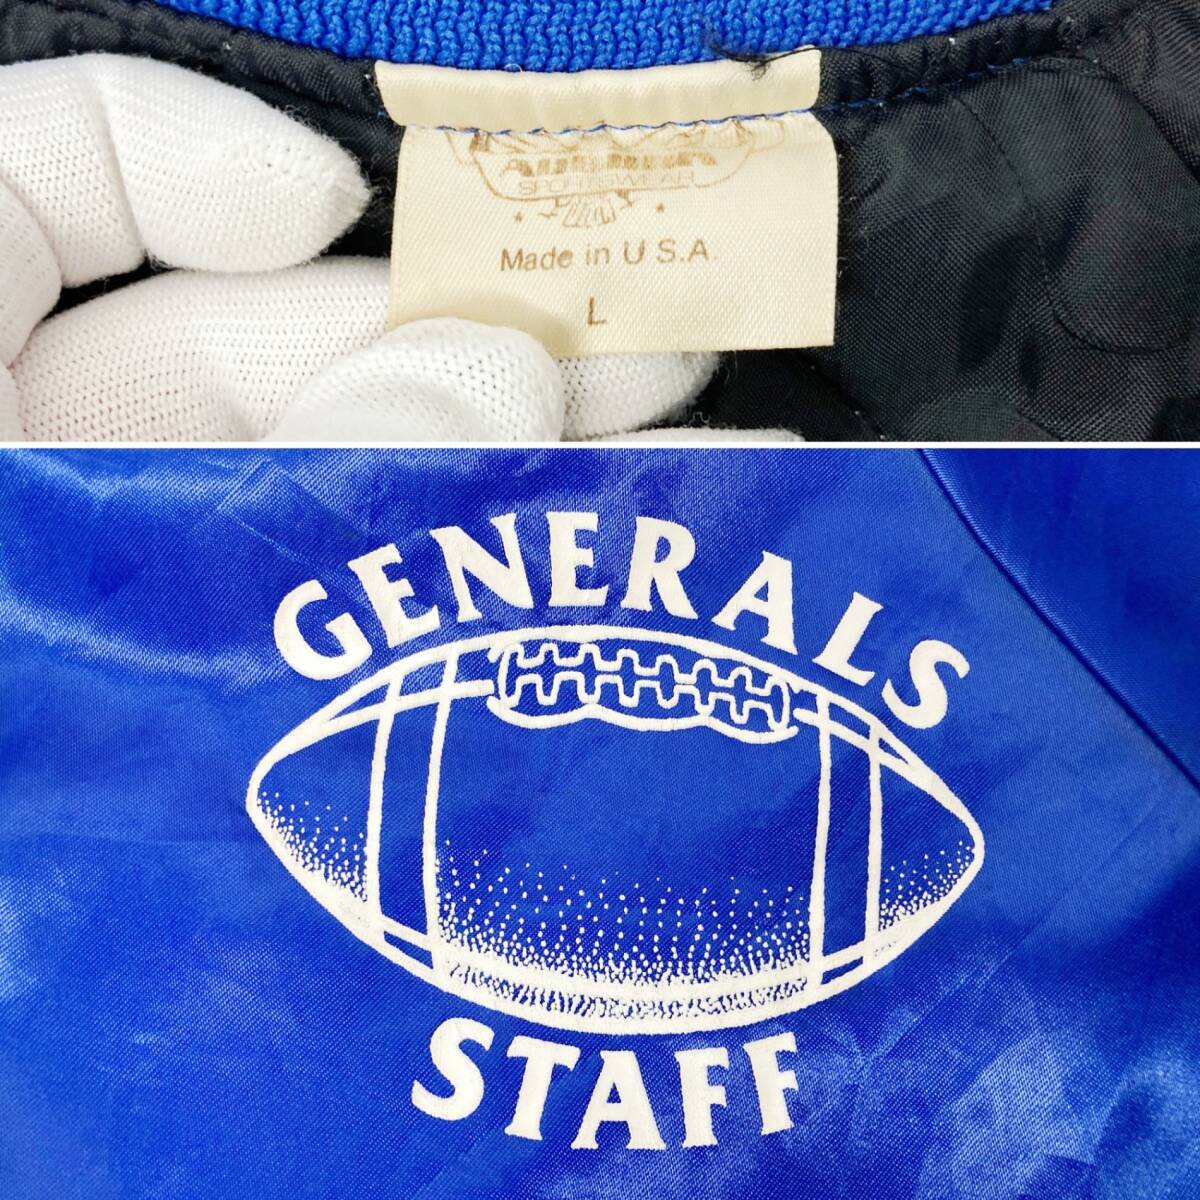 SPORTSWEAR
Made in U.S.A.
L
GENERALS
STAFF